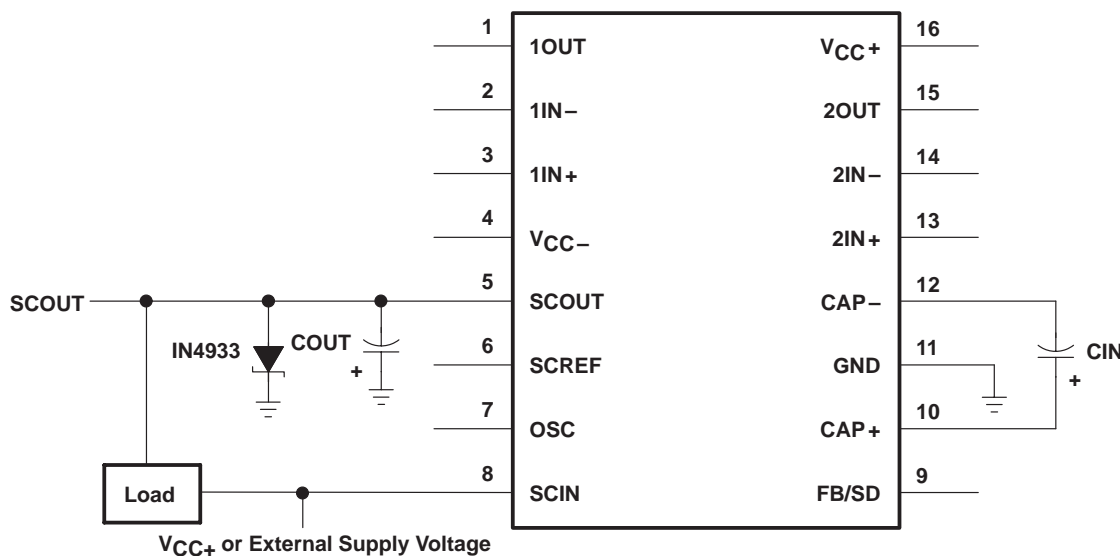 1 1OUT VCC+ 16
2 1IN− 2OUT 15
3 1IN+ 2IN− 14
4 VCC− 2IN+ 13
SCOUT 5 SCOUT CAP− 12
IN4933 COUT + 6 SCREF GND 11 CIN +
7 OSC CAP+ 10
Load 8 SCIN FB/SD 9
VCC+ or External Supply Voltage